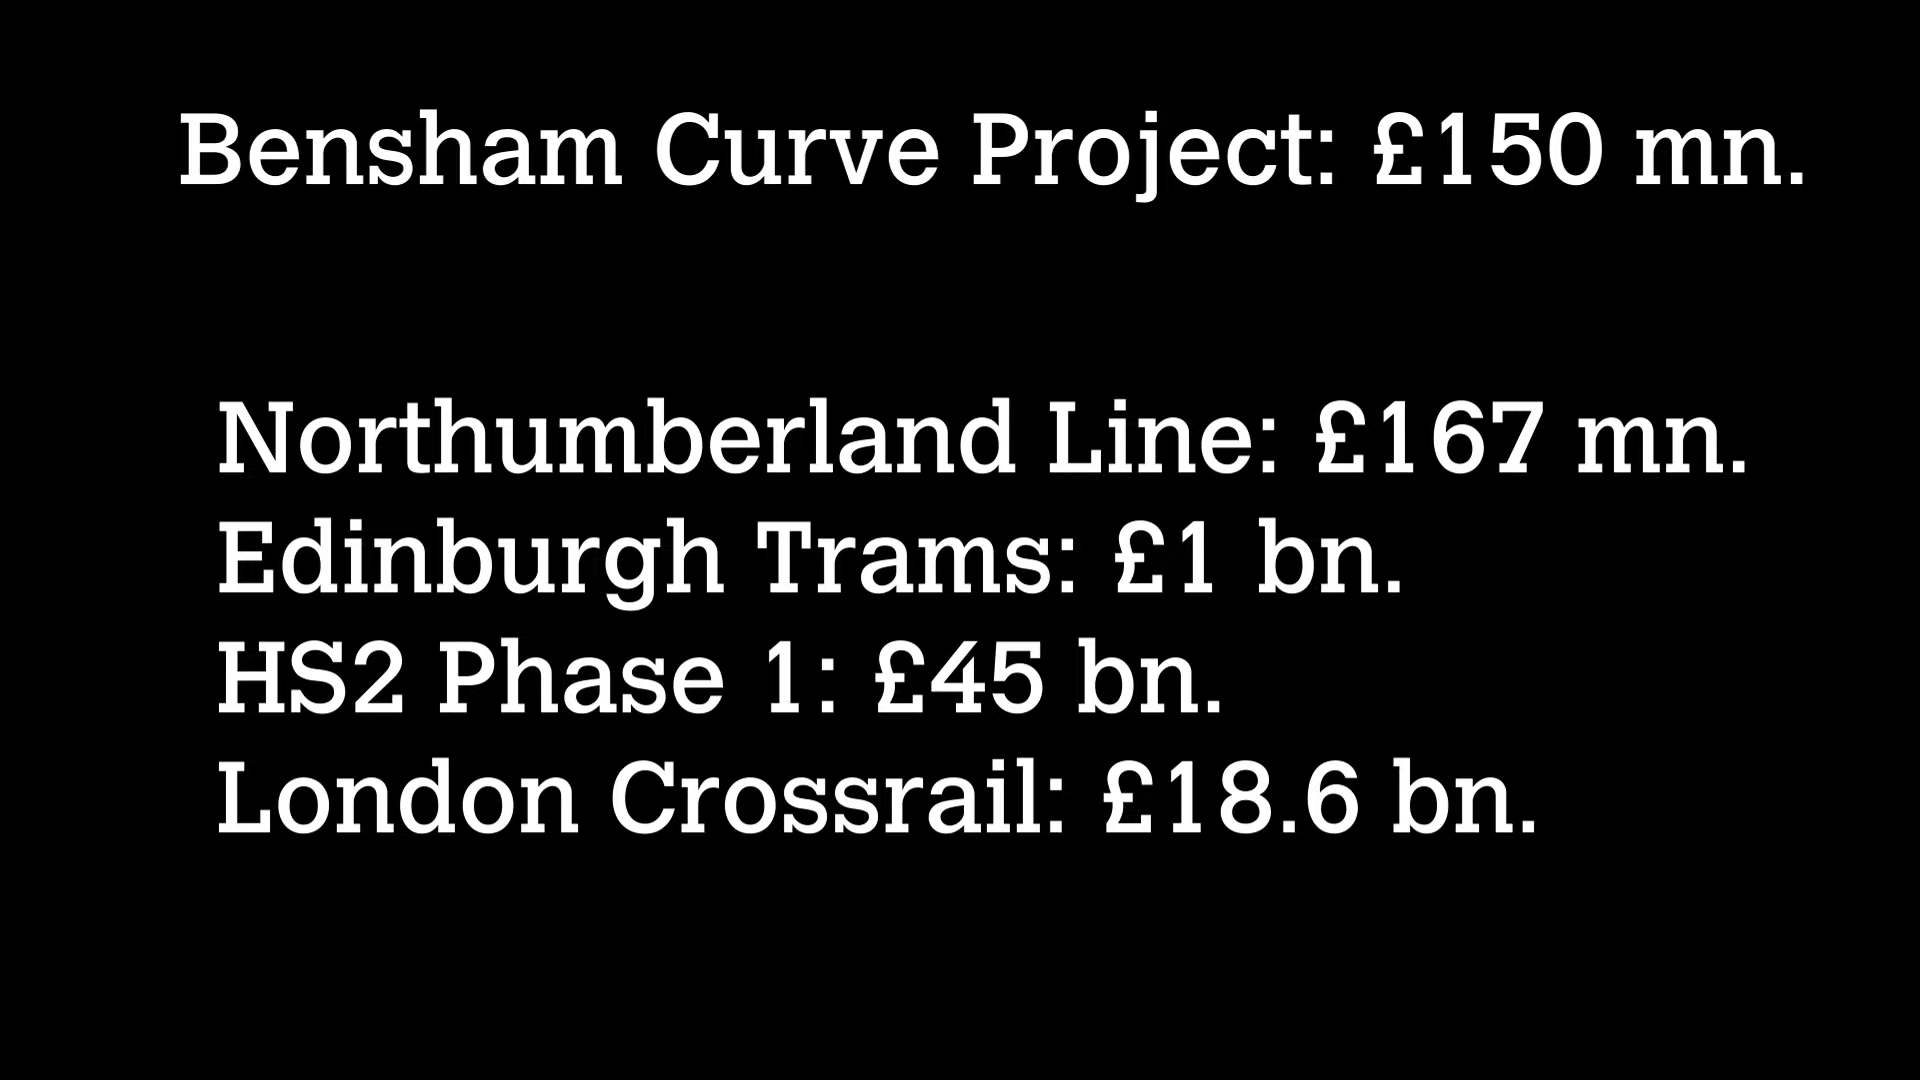 Bensham Curve Project: £150 mn.
Northumberland Line: £167 mn.
Edinburgh Trams: £1 bn.
HS2 Phase 1: £45 bn.
London Crossrail: £18.6 bn.